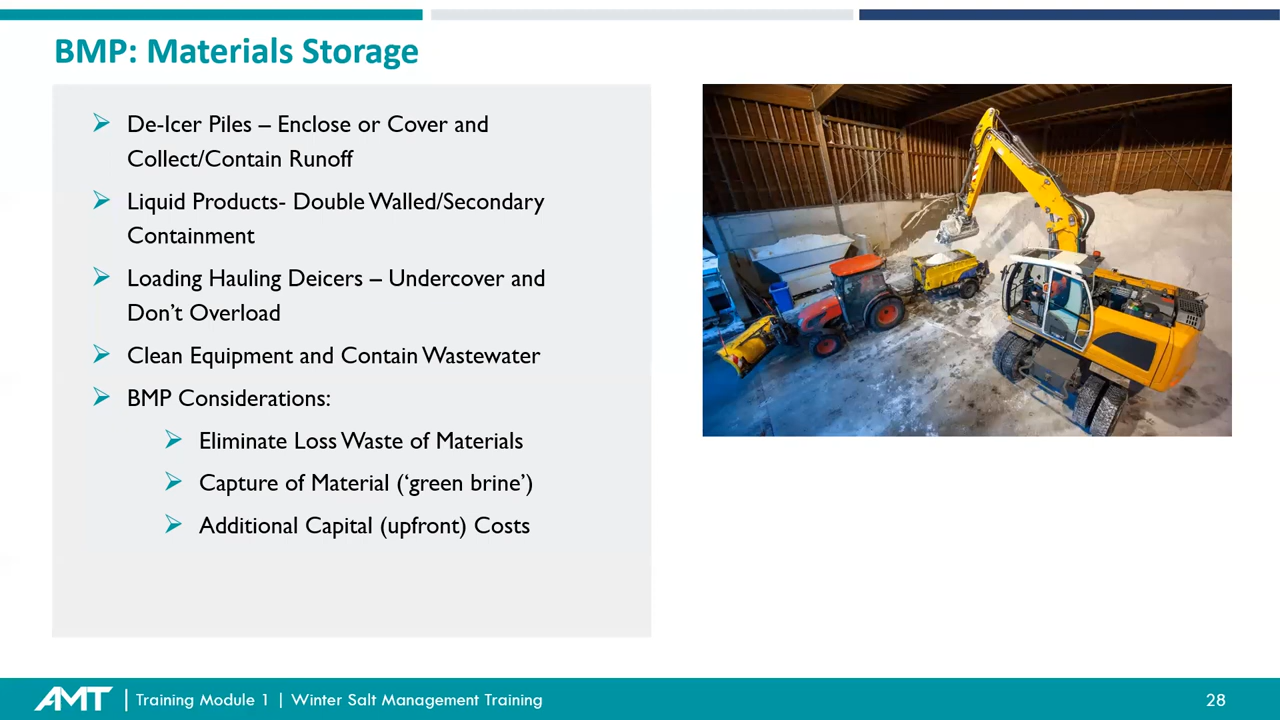 BMP: Materials Storage
De-Icer Piles – Enclose or Cover and
Collect/Contain Runoff
Liquid Products- Double Walled/Secondary
Containment
Loading Hauling Deicers – Undercover and
Don’t Overload
Clean Equipment and Contain Wastewater
BMP Considerations:
Eliminate Loss Waste of Materials
Capture of Material (‘green brine’)
Additional Capital (upfront) Costs
AMT | Training Module 1 | Winter Salt Management Training
28